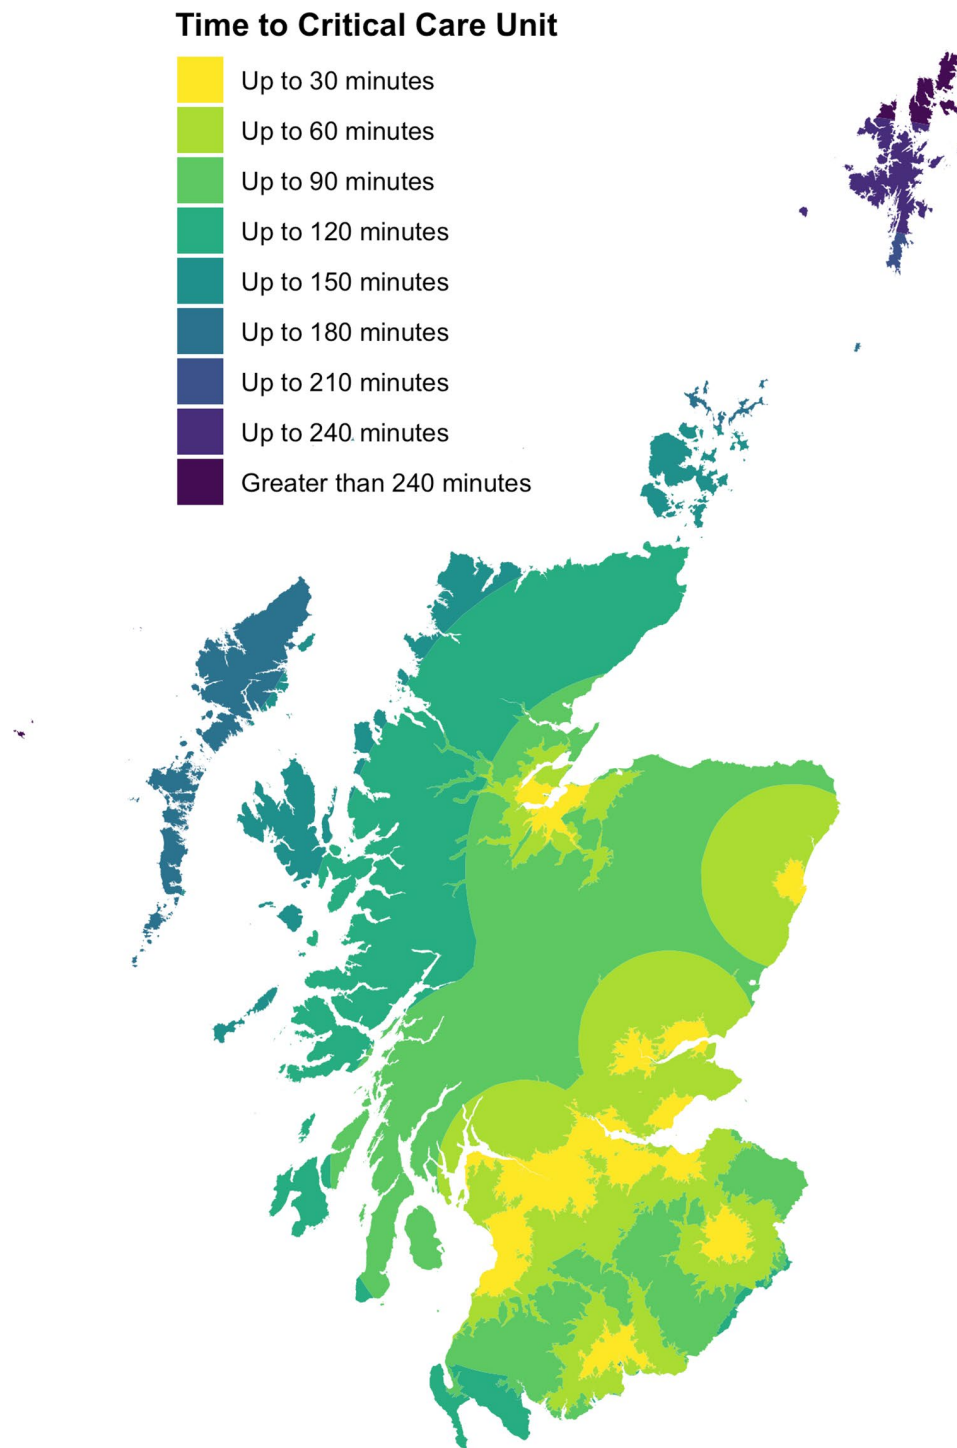 Time to Critical Care Unit
Up to 30 minutes
Up to 60 minutes
Up to 90 minutes
Up to 120 minutes
Up to 150 minutes
Up to 180 minutes
Up to 210 minutes
Up to 240 minutes
Greater than 240 minutes